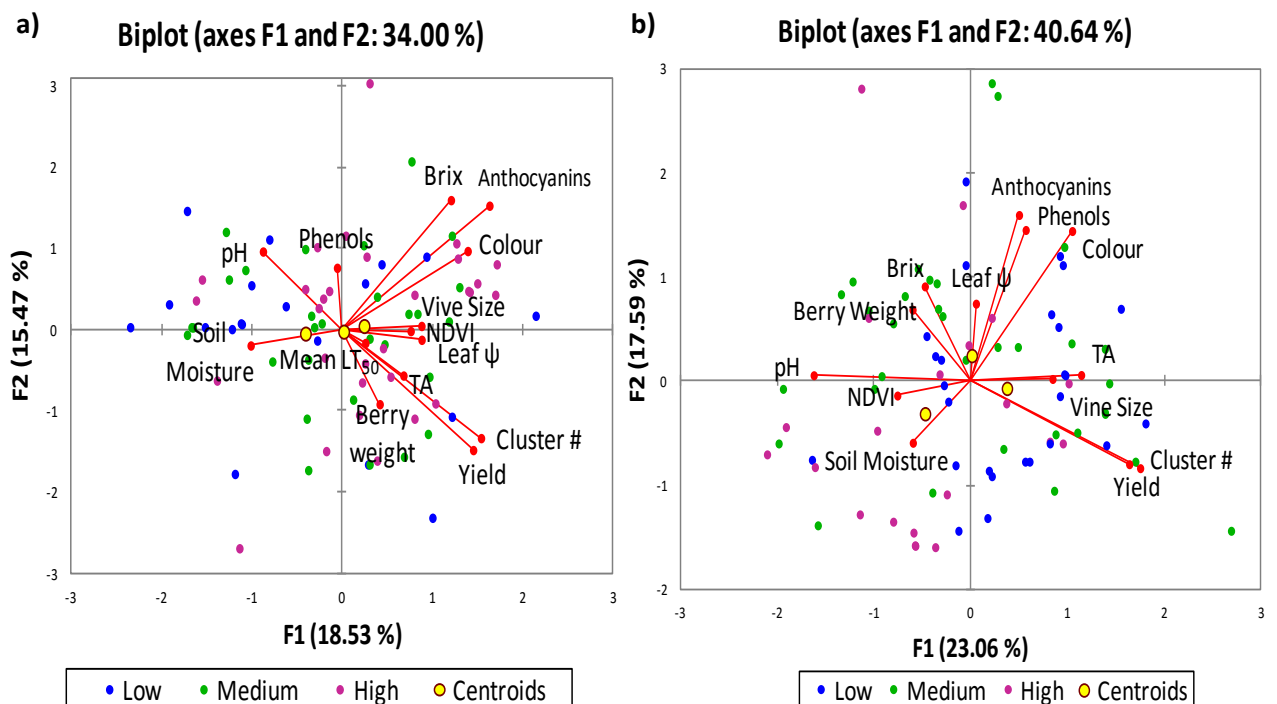 a)
Biplot (axes F1 and F2: 34.00 %)
3
2
1
0
-1
-2
-3
-3
-2
-1
0
1
2
3
F2 (15.47 %)
F1 (18.53 %)
Brix
Anthocyanins
pH
Phenols
Colour
Vive Size
Soil
Moisture
Mean LT50
NDVI
Leaf ψ
TA
Berry
weight
Cluster #
Yield
Low
Medium
High
Centroids
b)
Biplot (axes F1 and F2: 40.64 %)
3
2
1
0
-1
-2
-3
-2
-1
0
1
2
3
F2 (17.59 %)
F1 (23.06 %)
Anthocyanins
Phenols
Colour
Brix
Leaf ψ
Berry Weight
pH
TA
NDVI
Vine Size
Soil Moisture
Cluster #
Yield
Low
Medium
High
Centroids